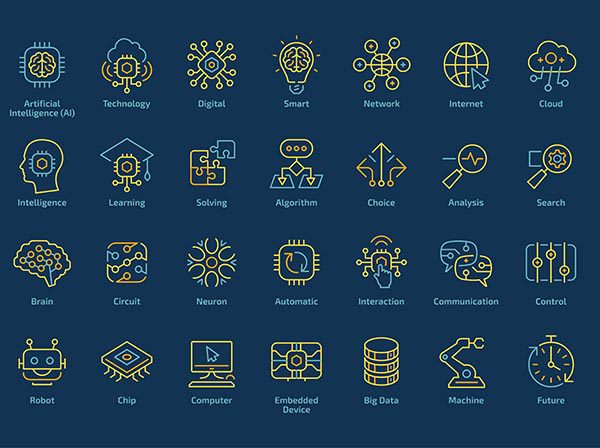 Artificial Intelligence (AI) Technology Digital Smart Network Internet Cloud
Intelligence Learning Solving Algorithm Choice Analysis Search
Brain Circuit Neuron Automatic Interaction Communication Control
Robot Chip Computer Embedded Device Big Data Machine Future